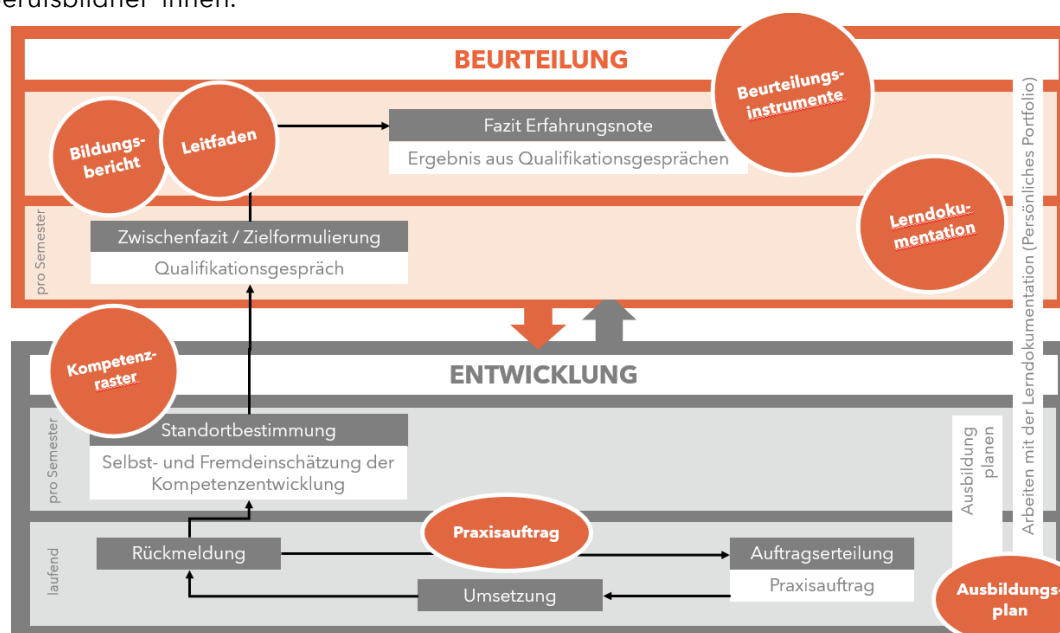 BEURTEILUNG
Beurteilungs-
instrumente
Bildungs-
bericht
Leitfaden
Fazit Erfahrungsnote
Ergebnis aus Qualifikationsgesprächen
Lerndoku-
mentation
pro Semester
Zwischenfazit / Zielformulierung
Qualifikationsgespräch
Arbeiten mit der Lerndokumentation (Persönliches Portfolio)
Kompetenz-
raster
ENTWICKLUNG
pro Semester
Standortbestimmung
Selbst- und Fremdeinschätzung der
Kompetenzentwicklung
Ausbildung
planen
laufend
Rückmeldung
Praxisauftrag
Auftragserteilung
Praxisauftrag
Umsetzung
Ausbildungs-
plan